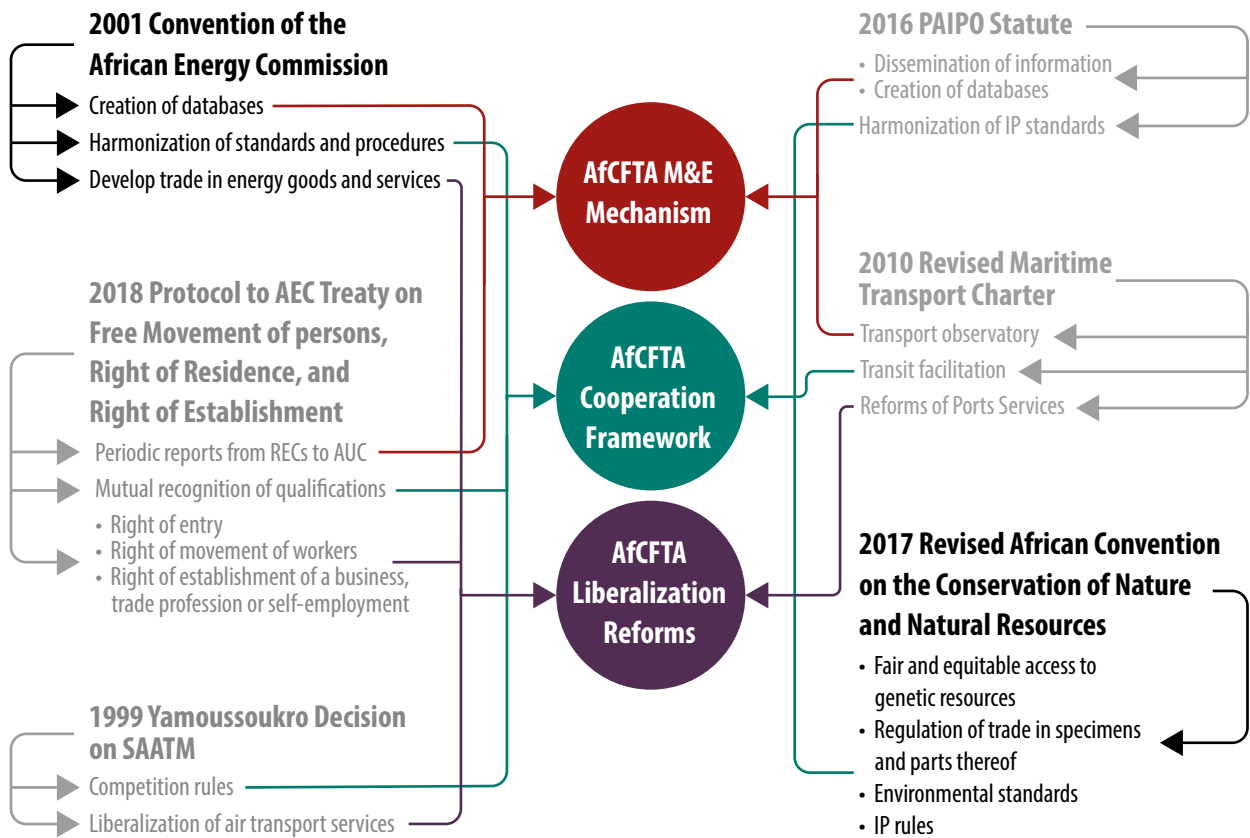 2001 Convention of the
African Energy Commission
Creation of databases
Harmonization of standards and procedures
Develop trade in energy goods and services
2018 Protocol to AEC Treaty on
Free Movement of persons,
Right of Residence, and
Right of Establishment
Periodic reports from RECs to AUC
Mutual recognition of qualifications
• Right of entry
• Right of movement of workers
• Right of establishment of a business,
trade profession or self-employment
1999 Yamoussoukro Decision
on SAATM
Competition rules
Liberalization of air transport services
AfCFTA M&E
Mechanism
AfCFTA
Cooperation
Framework
AfCFTA
Liberalization
Reforms
2016 PAIPO Statute
• Dissemination of information
• Creation of databases
Harmonization of IP standards
2010 Revised Maritime
Transport Charter
Transport observatory
Transit facilitation
Reforms of Ports Services
2017 Revised African Convention
on the Conservation of Nature
and Natural Resources
• Fair and equitable access to
genetic resources
• Regulation of trade in specimens
and parts thereof
• Environmental standards
• IP rules